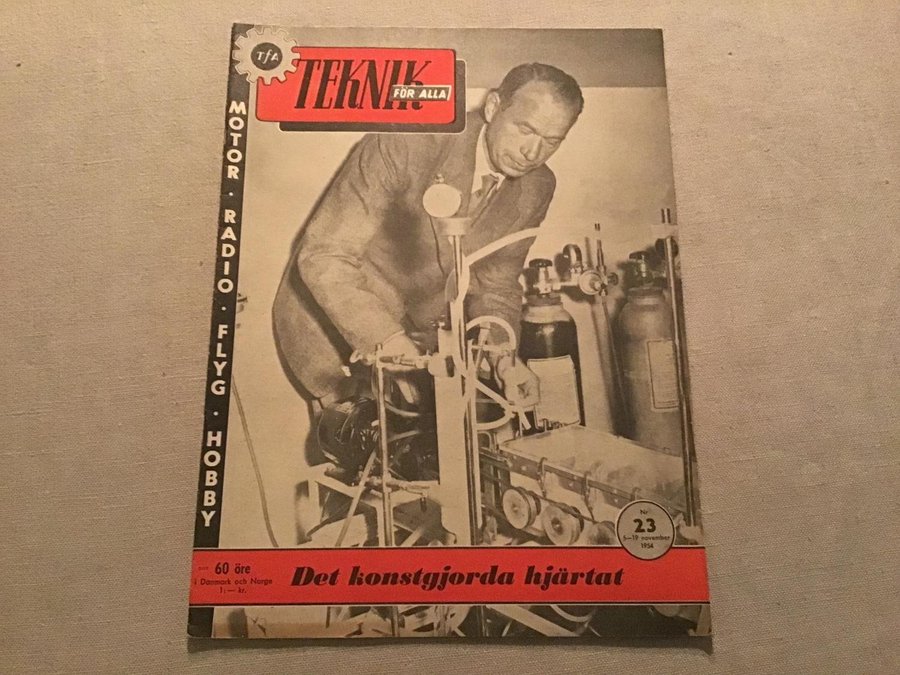 TfA
TEKNIK
FÖR ALLA
MOTOR · RADIO · FLYG · HOBBY
Nr
23
5—19 november
1954
60 öre
i Danmark och Norge
1:— kr.
Det konstgjorda hjärtat